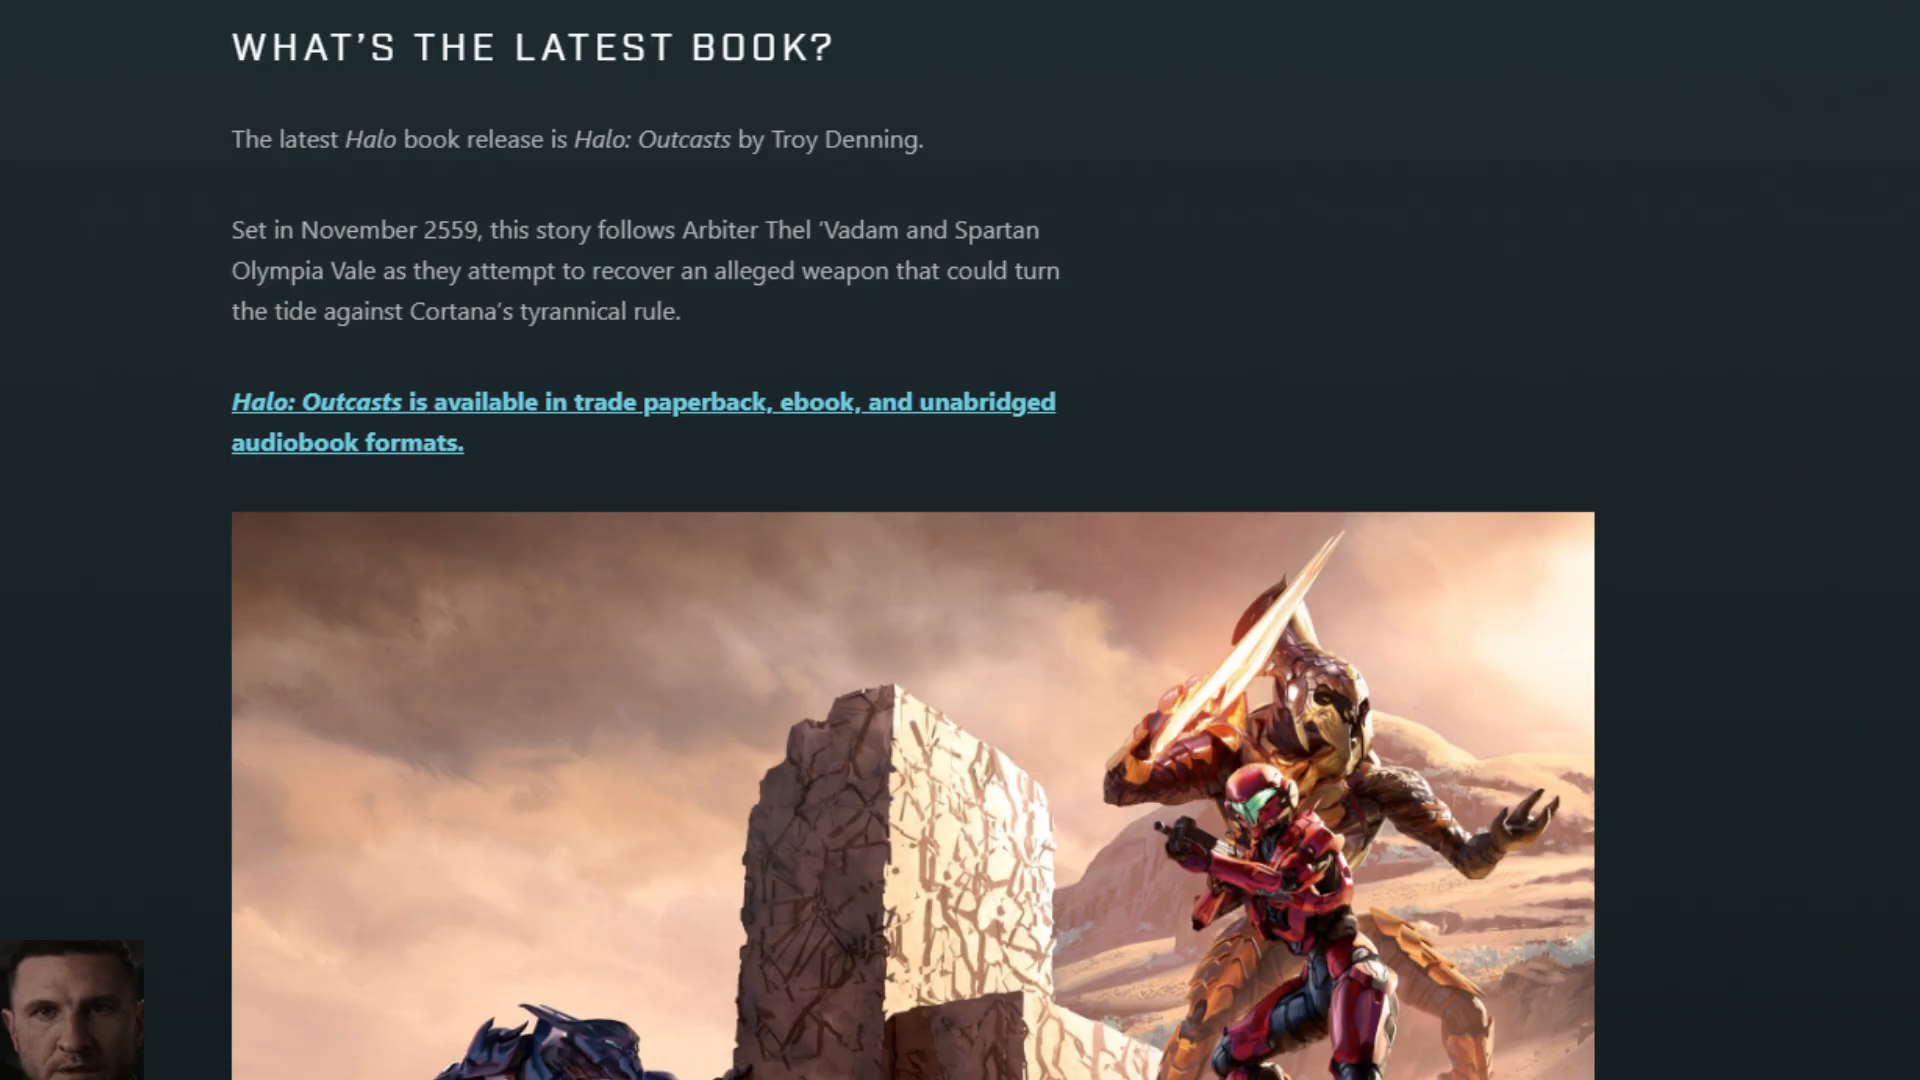 WHAT'S THE LATEST BOOK?
The latest Halo book release is Halo: Outcasts by Troy Denning.
Set in November 2559, this story follows Arbiter Thel ‘Vadam and Spartan
Olympia Vale as they attempt to recover an alleged weapon that could turn
the tide against Cortana’s tyrannical rule.
Halo: Outcasts is available in trade paperback, ebook, and unabridged
audiobook formats.